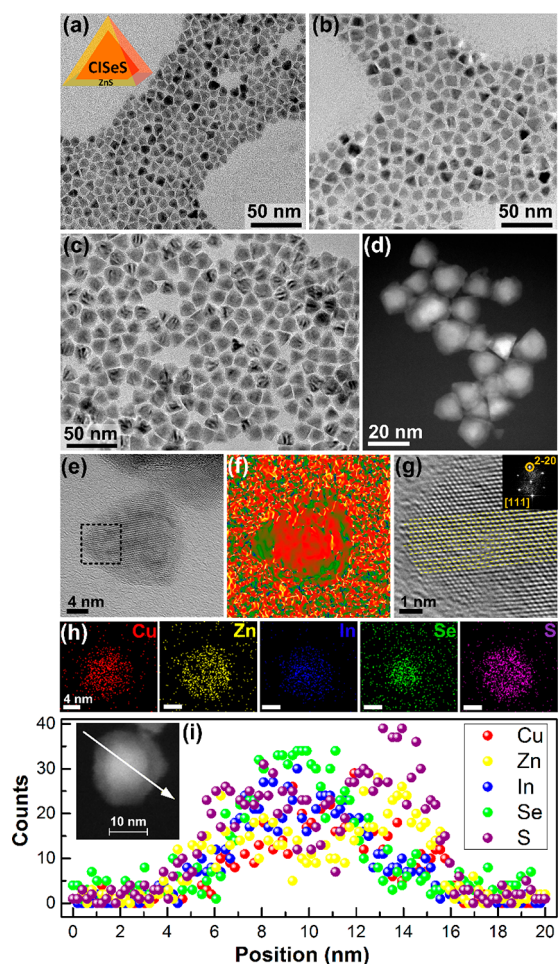 (a)
CISeS
ZnS
50 nm
(b)
50 nm
(c)
50 nm
(d)
20 nm
(e)
4 nm
(f)
(g)
2-20
[111]
1 nm
(h)
Cu
Zn
In
Se
S
4 nm
(i)
10 nm
Cu
Zn
In
Se
S
40
30
20
10
0
Counts
0 2 4 6 8 10 12 14 16 18 20
Position (nm)